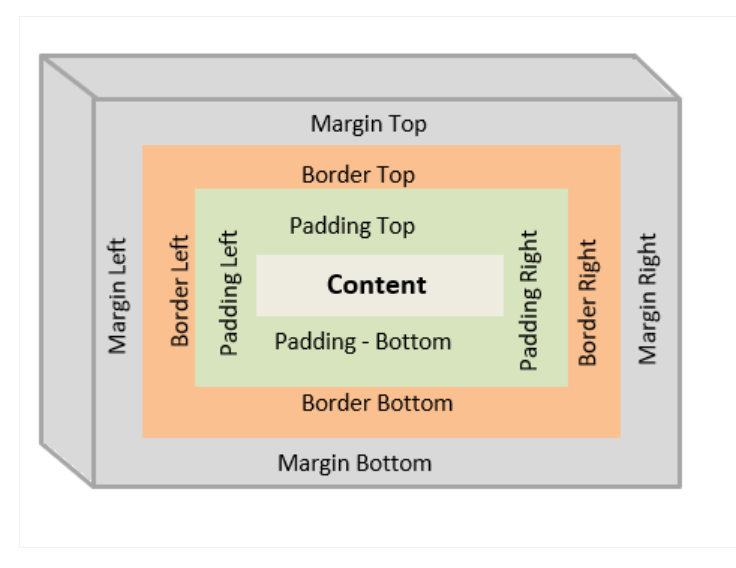 Margin Top
Border Top
Padding Top
Margin Left
Border Left
Padding Left
Content
Padding Right
Border Right
Margin Right
Padding - Bottom
Border Bottom
Margin Bottom